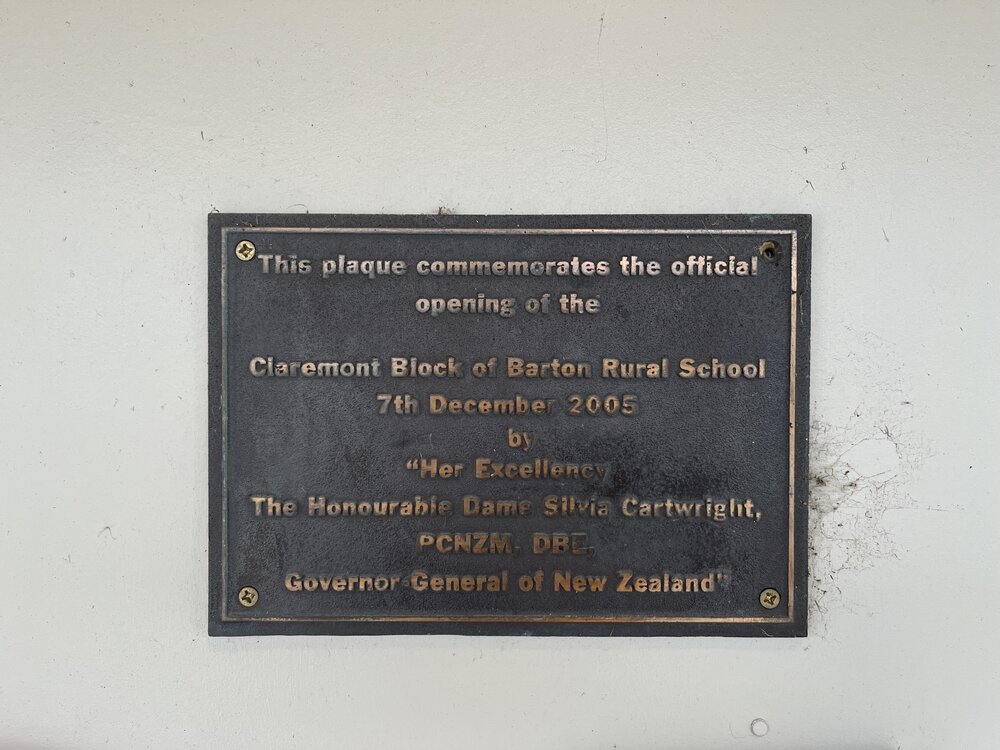 This plaque commemorates the official
opening of the
Claremont Block of Barton Rural School
7th December 2005
by
“Her Excellency
The Honourable Dame Silvia Cartwright,
PCNZM, DBE,
Governor-General of New Zealand”